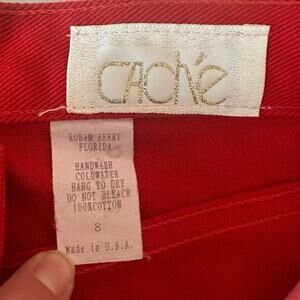 Caché
ROBIN BERRY
FLORIDA
HANDWASH
COLDWATER
HANG TO DRY
DO NOT BLEACH
100%COTTON
8
Made in U.S.A.